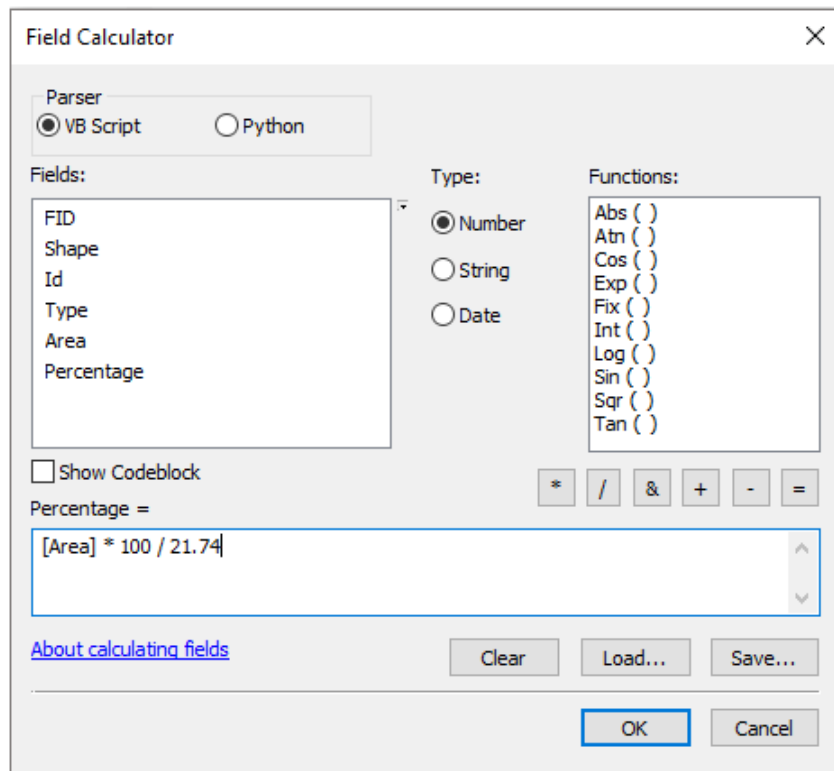 Field Calculator
Parser
VB Script Python
Fields:
FID
Shape
Id
Type
Area
Percentage
Type:
Number
String
Date
Functions:
Abs ( )
Atn ( )
Cos ( )
Exp ( )
Fix ( )
Int ( )
Log ( )
Sin ( )
Sqr ( )
Tan ( )
Show Codeblock
* / & + - =
Percentage =
[Area] * 100 / 21.74
About calculating fields Clear Load... Save...
OK Cancel